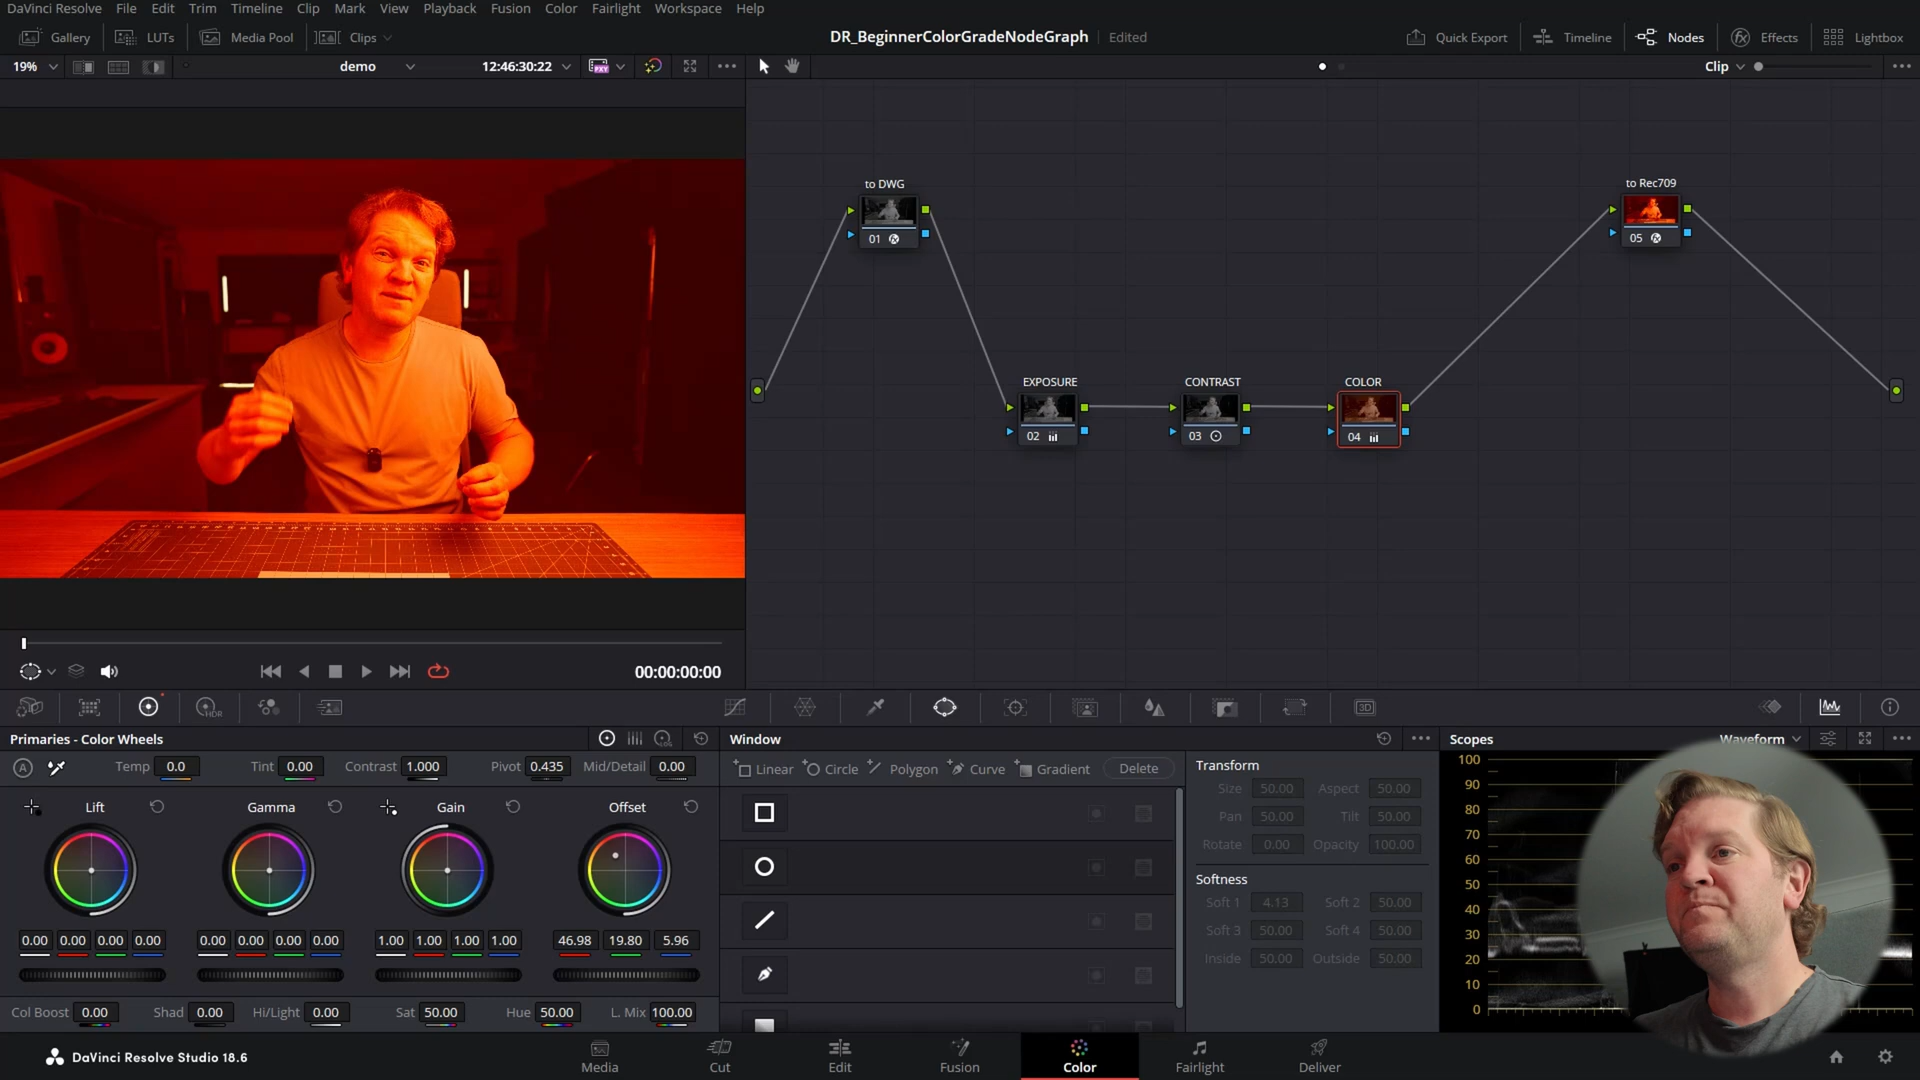 DaVinci Resolve File Edit Trim Timeline Clip Mark View Playback Fusion Color Fairlight Workspace Help
Gallery LUTs Media Pool Clips DR_BeginnerColorGradeNodeGraph Edited Quick Export Timeline Nodes Effects Lightbox
19% demo 12:46:30:22 PXY Clip
to DWG
01
to Rec709
05
EXPOSURE
02
CONTRAST
03
COLOR
04
00:00:00:00
HDR 3D
Primaries - Color Wheels
LOG
A Temp 0.0 Tint 0.00 Contrast 1.000 Pivot 0.435 Mid/Detail 0.00
Lift Gamma Gain Offset
0.00 0.00 0.00 0.00 0.00 0.00 0.00 0.00 1.00 1.00 1.00 1.00 46.98 19.80 5.96
Col Boost 0.00 Shad 0.00 Hi/Light 0.00 Sat 50.00 Hue 50.00 L. Mix 100.00
Window
Linear Circle Polygon Curve Gradient Delete
Transform
Size 50.00 Aspect 50.00
Pan 50.00 Tilt 50.00
Rotate 0.00 Opacity 100.00
Softness
Soft 1 4.13 Soft 2 50.00
Soft 3 50.00 Soft 4 50.00
Inside 50.00 Outside 50.00
Scopes Waveform
100
90
80
70
60
50
40
30
20
10
0
DaVinci Resolve Studio 18.6
Media Cut Edit Fusion Color Fairlight Deliver